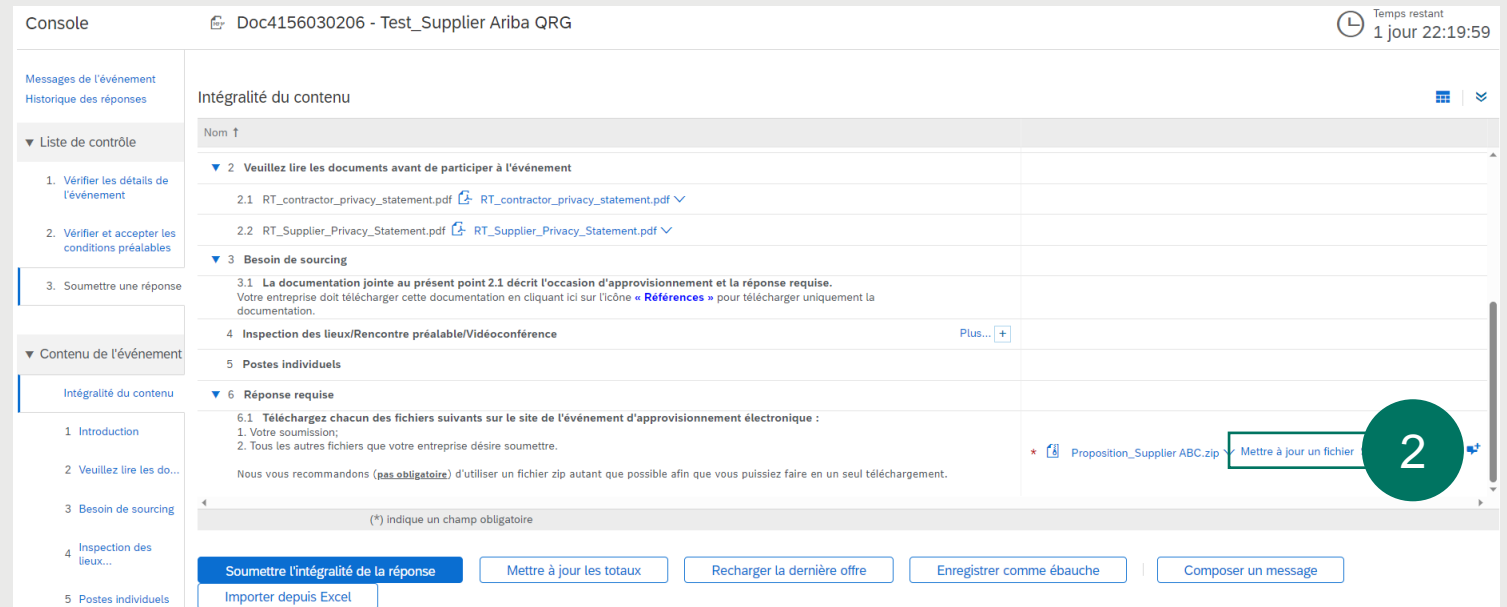 Console
Doc4156030206 - Test_Supplier Ariba QRG
Temps restant
1 jour 22:19:59
Messages de l'événement
Historique des réponses
▼ Liste de contrôle
1. Vérifier les détails de
l'événement
2. Vérifier et accepter les
conditions préalables
3. Soumettre une réponse
▼ Contenu de l'événement
Intégralité du contenu
1 Introduction
2 Veuillez lire les do...
3 Besoin de sourcing
4 Inspection des
lieux...
5 Postes individuels
Intégralité du contenu
Nom ↑
▼ 2 Veuillez lire les documents avant de participer à l'événement
2.1 RT_contractor_privacy_statement.pdf RT_contractor_privacy_statement.pdf
2.2 RT_Supplier_Privacy_Statement.pdf RT_Supplier_Privacy_Statement.pdf
▼ 3 Besoin de sourcing
3.1 La documentation jointe au présent point 2.1 décrit l'occasion d'approvisionnement et la réponse requise.
Votre entreprise doit télécharger cette documentation en cliquant ici sur l'icône « Références » pour télécharger uniquement la
documentation.
4 Inspection des lieux/Rencontre préalable/Vidéoconférence Plus... +
5 Postes individuels
▼ 6 Réponse requise
6.1 Téléchargez chacun des fichiers suivants sur le site de l'événement d'approvisionnement électronique :
1. Votre soumission;
2. Tous les autres fichiers que votre entreprise désire soumettre.
Nous vous recommandons (pas obligatoire) d'utiliser un fichier zip autant que possible afin que vous puissiez faire en un seul téléchargement.
* Proposition_Supplier ABC.zip Mettre à jour un fichier
2
(*) indique un champ obligatoire
Soumettre l'intégralité de la réponse
Mettre à jour les totaux
Recharger la dernière offre
Enregistrer comme ébauche
Composer un message
Importer depuis Excel